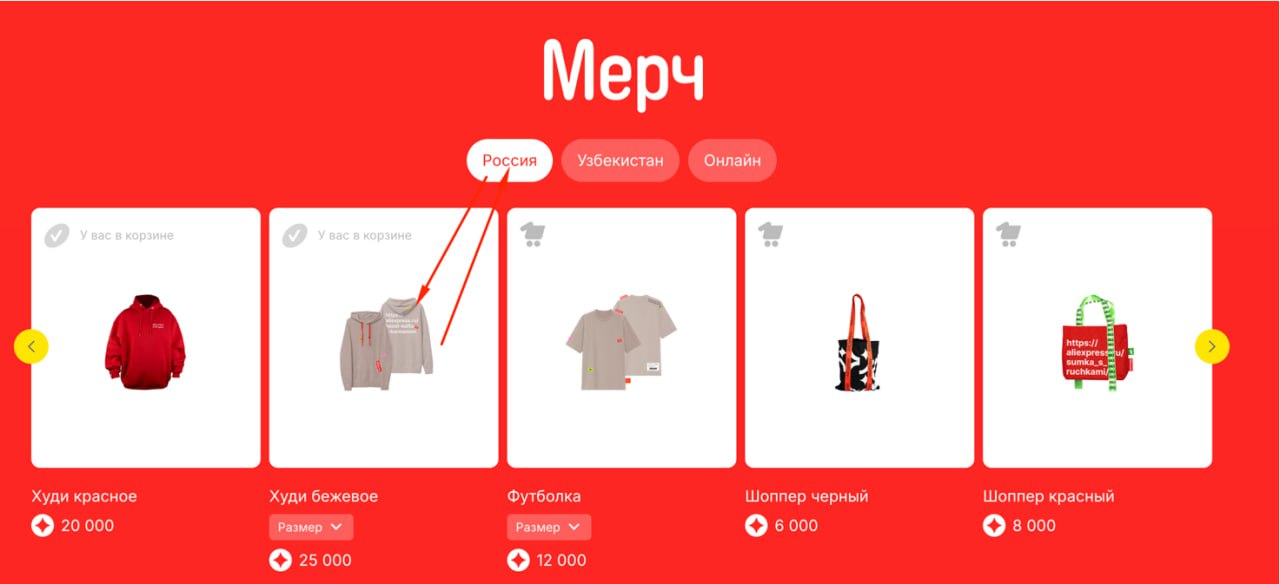 Мерч
Россия
Узбекистан
Онлайн
У вас в корзине
У вас в корзине
https://
aliexpress.ru/
sumka_s_
ruchkami/
Худи красное
Худи бежевое
Футболка
Шоппер черный
Шоппер красный
20 000
Размер
Размер
6 000
8 000
25 000
12 000